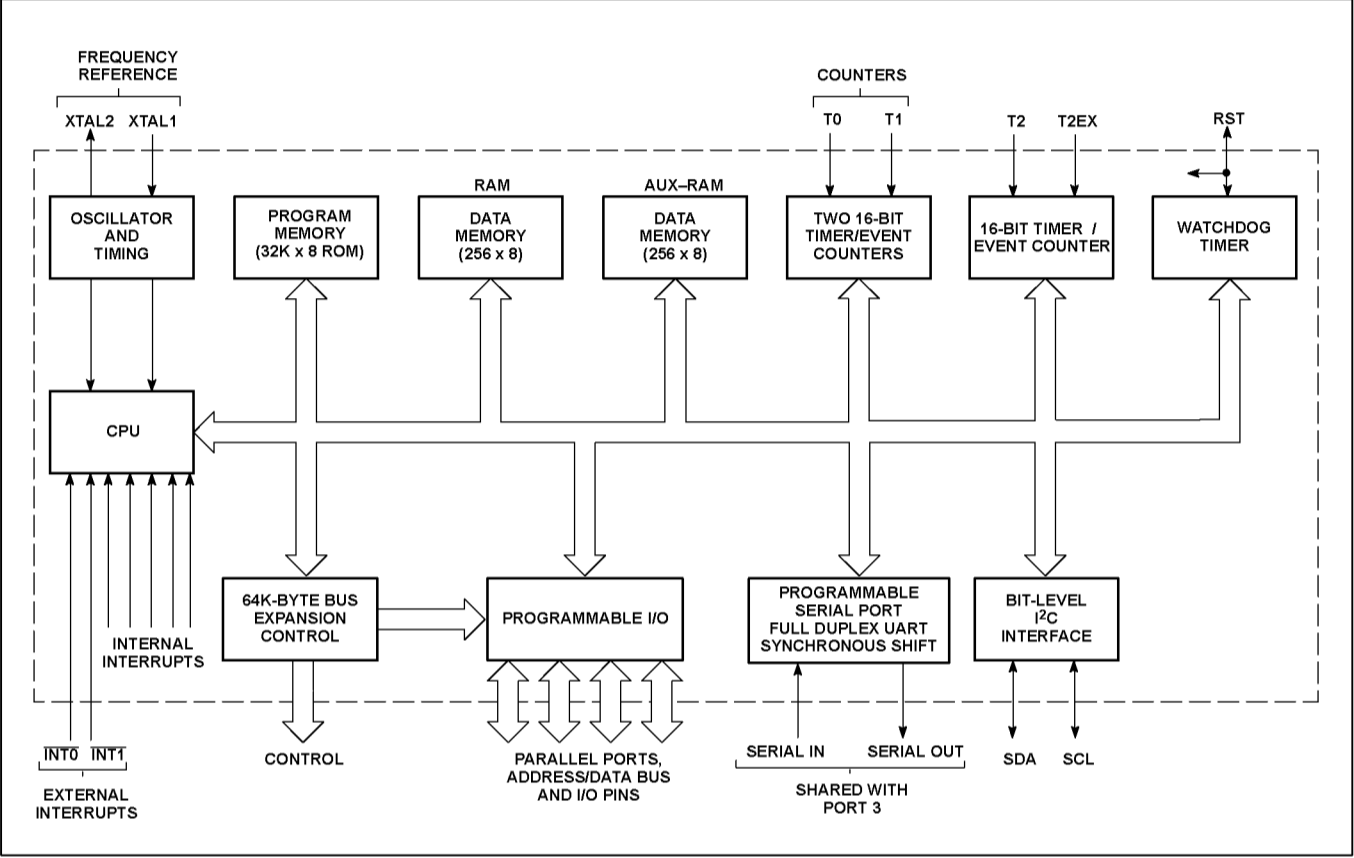 FREQUENCY
REFERENCE
XTAL2 XTAL1
COUNTERS
T0 T1
T2 T2EX
RST
OSCILLATOR
AND
TIMING
PROGRAM
MEMORY
(32K x 8 ROM)
RAM
DATA
MEMORY
(256 x 8)
AUX–RAM
DATA
MEMORY
(256 x 8)
TWO 16-BIT
TIMER/EVENT
COUNTERS
16-BIT TIMER /
EVENT COUNTER
WATCHDOG
TIMER
CPU
INTERNAL
INTERRUPTS
64K-BYTE BUS
EXPANSION
CONTROL
PROGRAMMABLE I/O
PROGRAMMABLE
SERIAL PORT
FULL DUPLEX UART
SYNCHRONOUS SHIFT
BIT-LEVEL
I²C
INTERFACE
INT0 INT1
EXTERNAL
INTERRUPTS
CONTROL
PARALLEL PORTS,
ADDRESS/DATA BUS
AND I/O PINS
SERIAL IN SERIAL OUT
SHARED WITH
PORT 3
SDA SCL